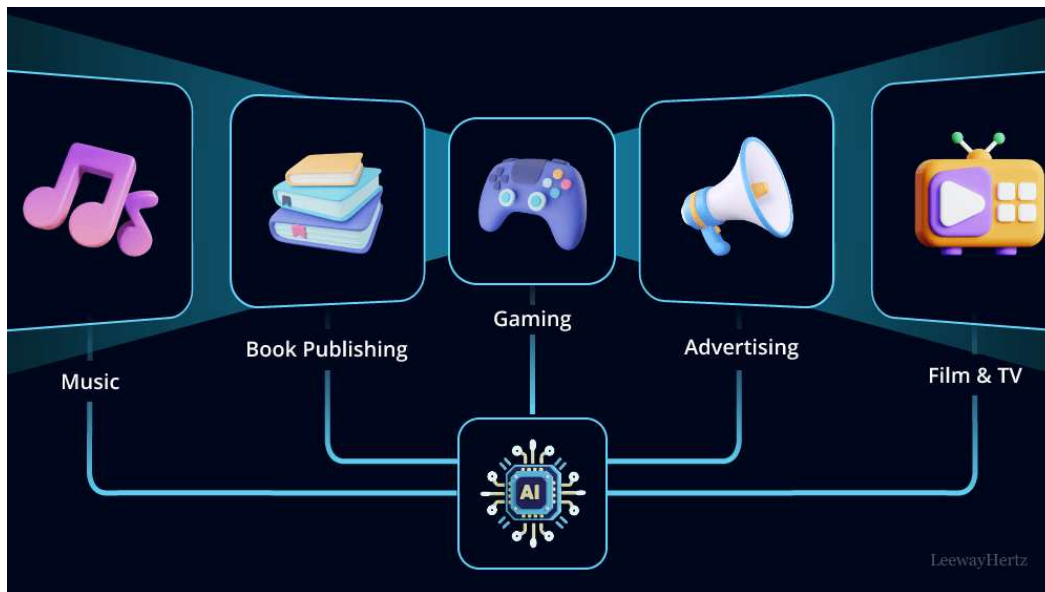 Gaming
Book Publishing
Advertising
Music
Film & TV
AI
LeewayHertz